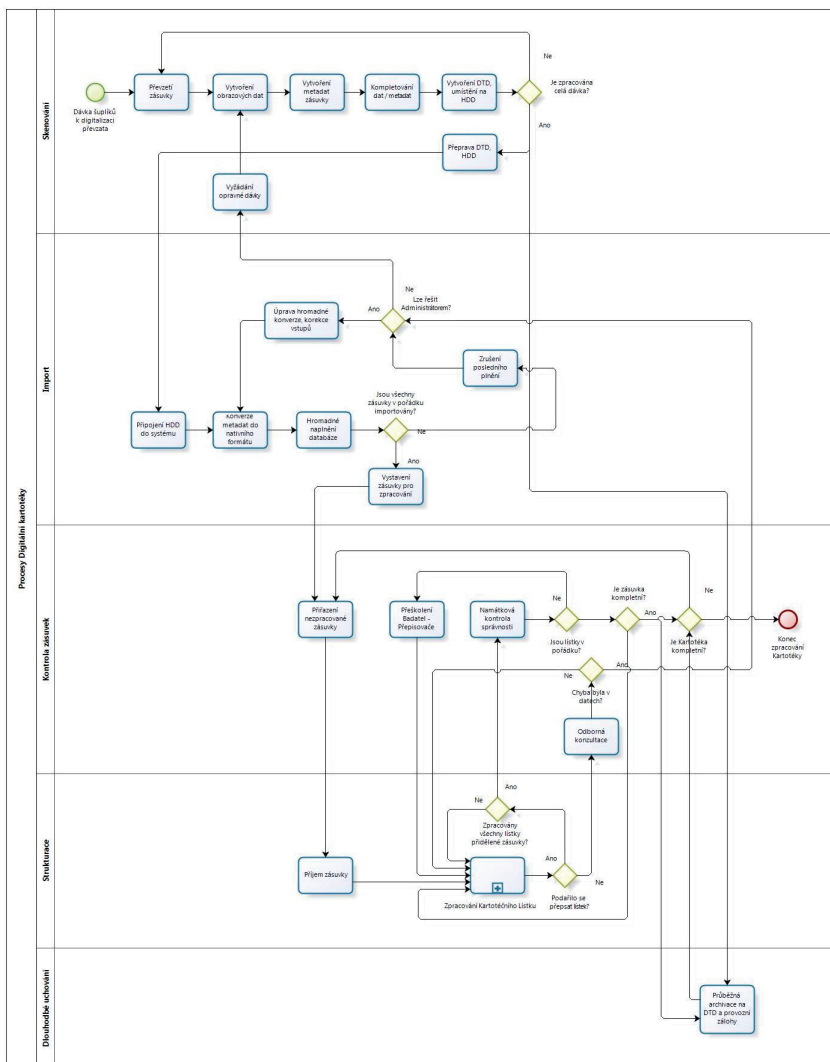 Procesy Digitální kartotéky
Skenování
Dávka šuplíků
k digitalizaci
převzata
Převzetí
zásuvky
Vytvoření
obrazových dat
Vytvoření
metadat
zásuvky
Kompletování
dat / metadat
Vytvoření DTD,
umístění na
HDD
Ne
Je zpracována
celá dávka?
Ano
Přeprava DTD,
HDD
Vyžádání
opravné dávky
Import
Ne
Lze řešit
Administrátorem?
Ano
Úprava hromadné
konverze, korekce
vstupů
Zrušení
posledního
plnění
Jsou všechny
zásuvky v pořádku
importovány?
Připojení HDD
do systému
Konverze
metadat do
nativního
formátu
Hromadné
naplnění
databáze
Ne
Ano
Vystavení
zásuvky pro
zpracování
Kontrola zásuvek
Přiřazení
nezpracované
zásuvky
Přeškolení
Badatel -
Přepisovače
Namátková
kontrola
správnosti
Ne
Jsou lístky v
pořádku?
Je zásuvka
kompletní?
Ano
Ne
Je Kartotéka
kompletní?
Konec
zpracování
Kartotéky
Ne
Ano
Chyba byla v
datech?
Odborná
konzultace
Strukturace
Ano
Ne
Zpracovány
všechny lístky
přidělené zásuvky?
Příjem zásuvky
Zpracování Kartotéčního Lístku
Ano
Ne
Podařilo se
přepsat lístek?
Dlouhodobé uchování
Průběžná
archivace na
DTD a provozní
zálohy